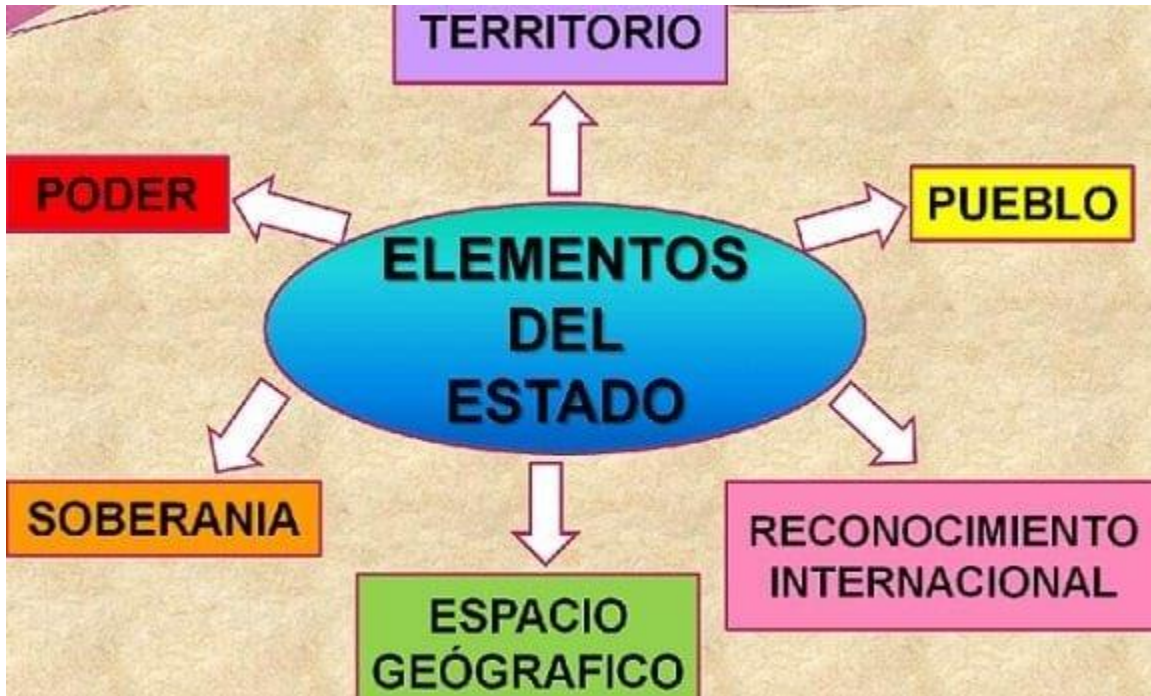 TERRITORIO
PODER
PUEBLO
ELEMENTOS
DEL
ESTADO
SOBERANIA
RECONOCIMIENTO
INTERNACIONAL
ESPACIO
GEÓGRAFICO